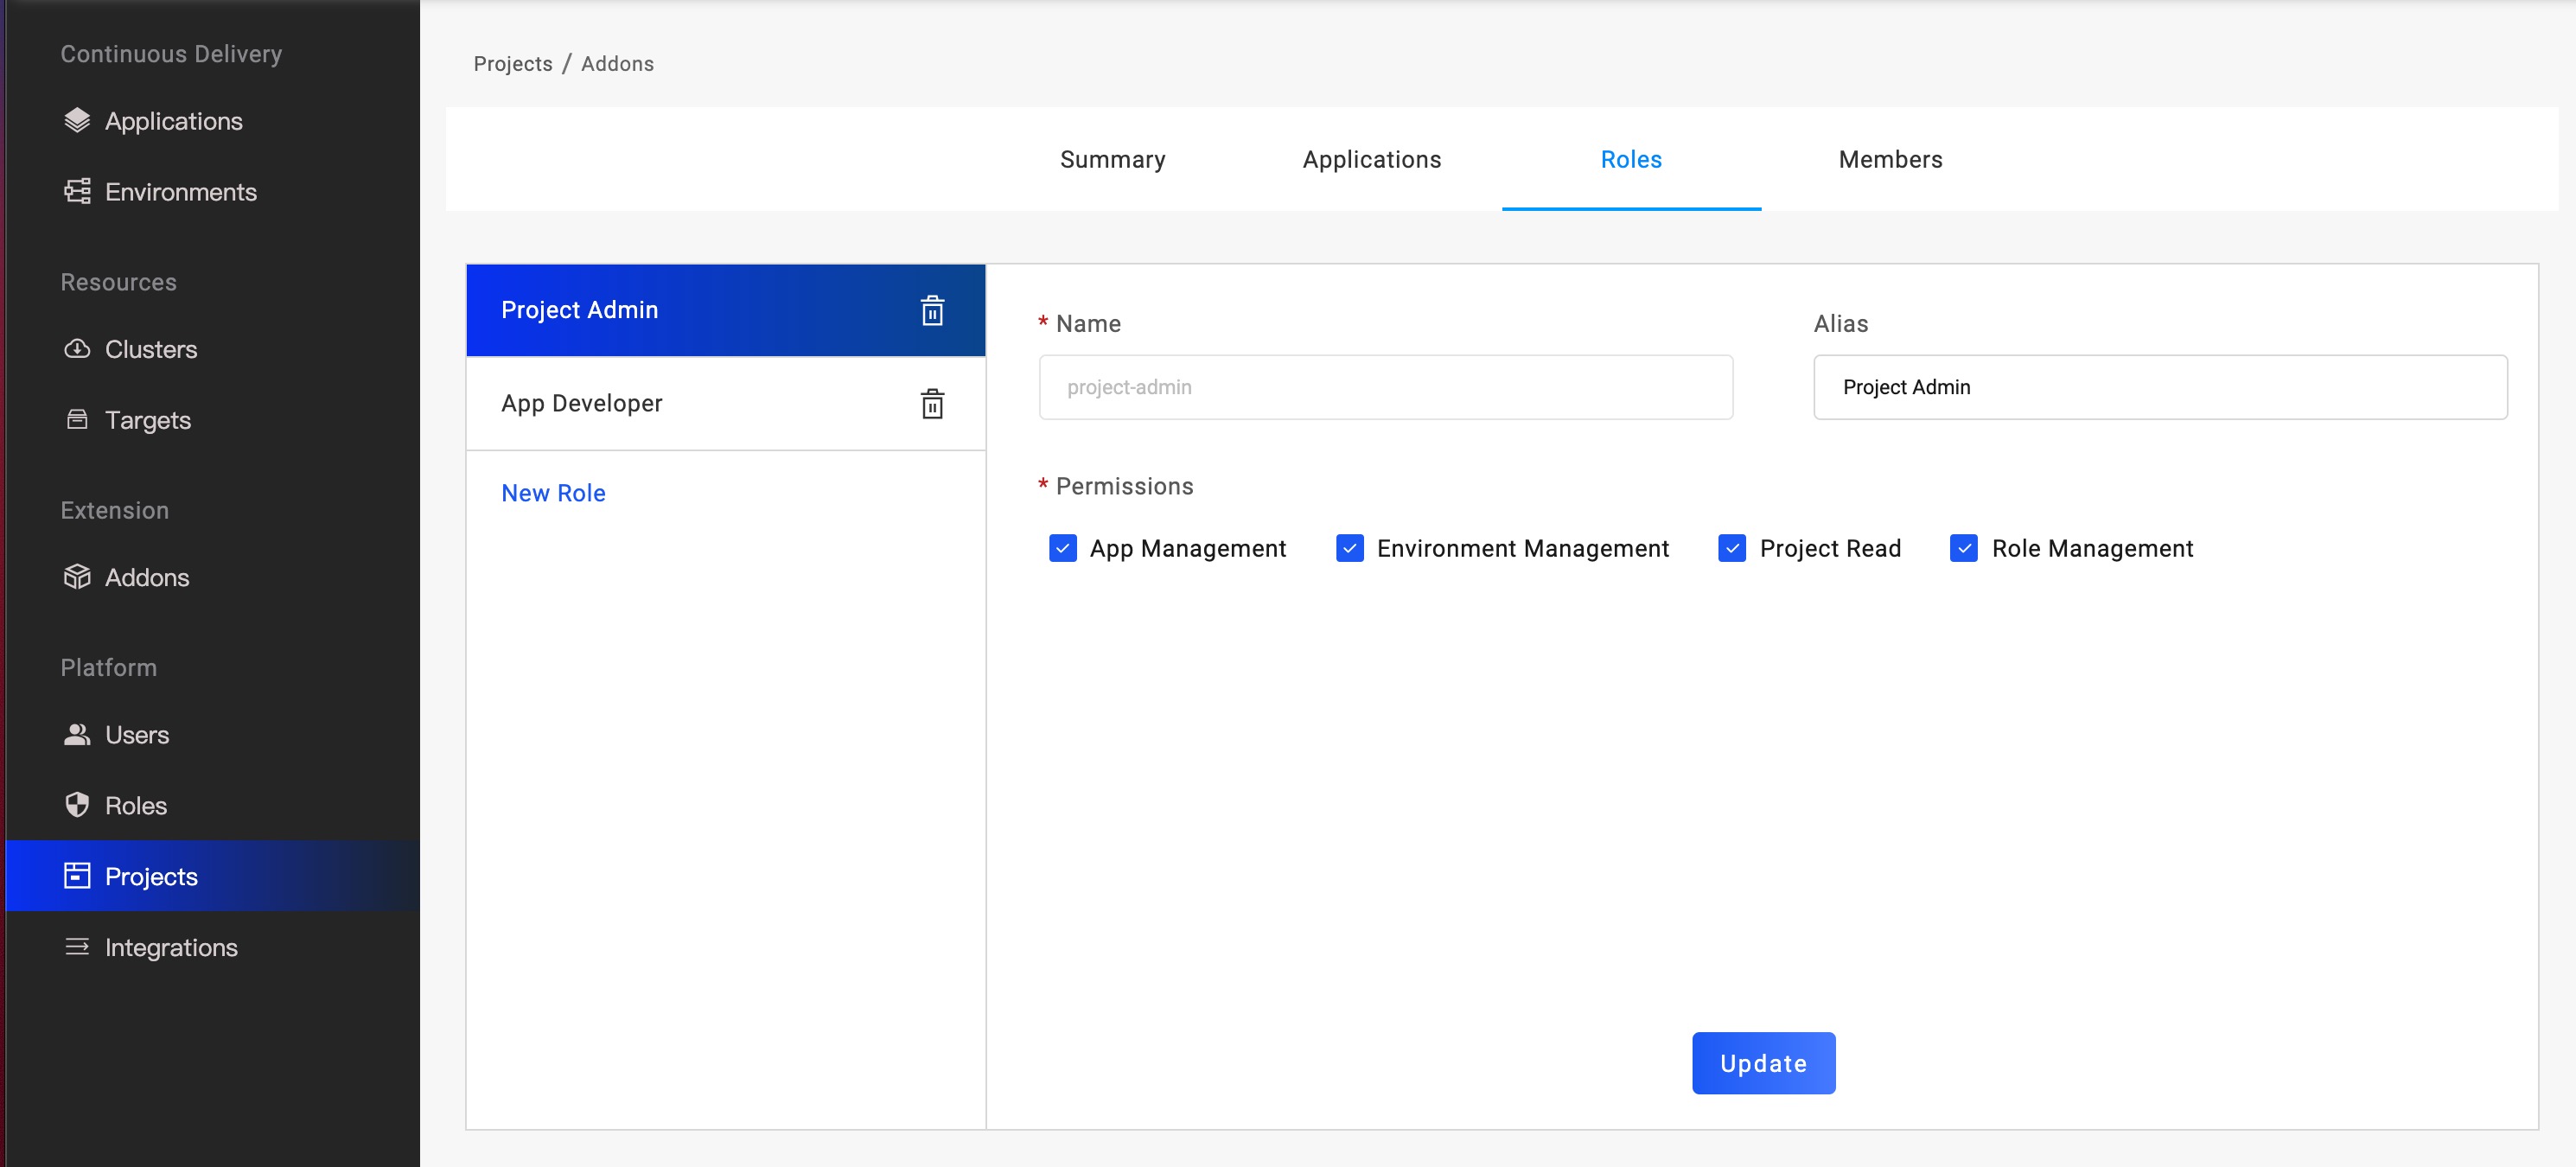 Continuous Delivery
Applications
Environments
Resources
Clusters
Targets
Extension
Addons
Platform
Users
Roles
Projects
Integrations
Projects / Addons
Summary Applications Roles Members
Project Admin
App Developer
New Role
* Name
project-admin
Alias
Project Admin
* Permissions
App Management Environment Management Project Read Role Management
Update